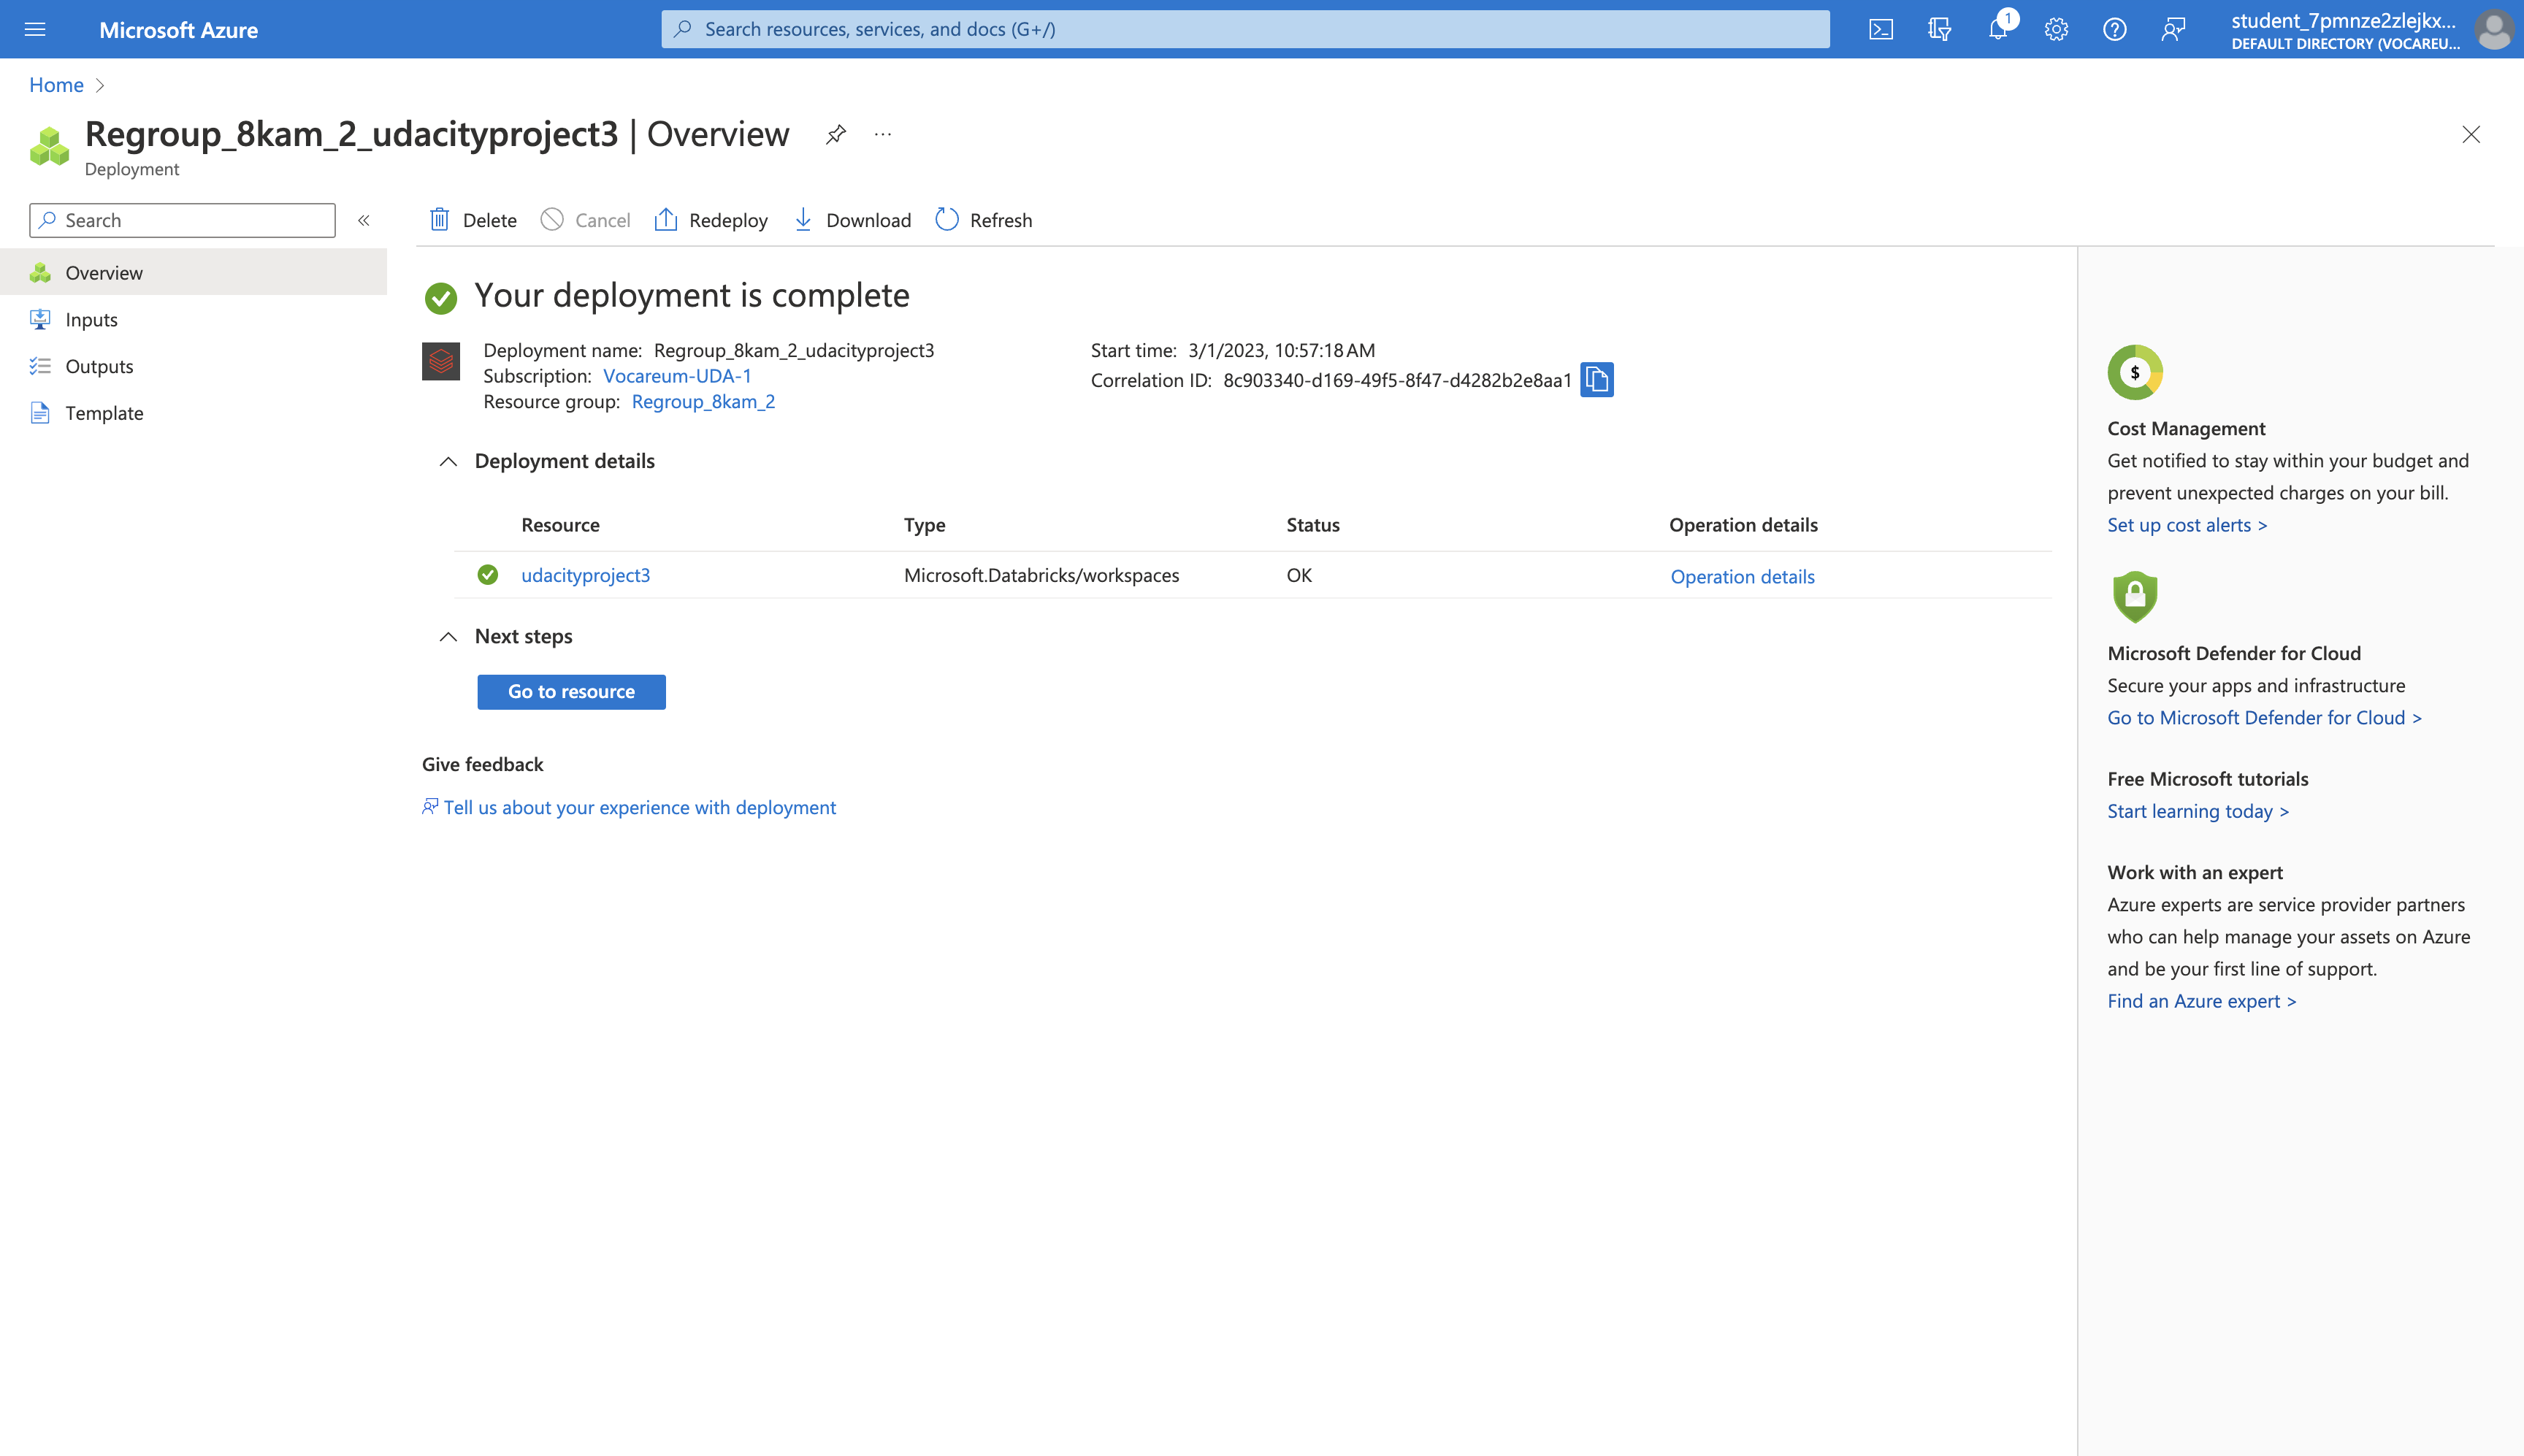 Microsoft Azure
Search resources, services, and docs (G+/)
1
student_7pmnze2zlejkx...
DEFAULT DIRECTORY (VOCAREU...
Home
Regroup_8kam_2_udacityproject3 | Overview
...
Deployment
Search
«
Delete
Cancel
Redeploy
Download
Refresh
Overview
Inputs
Outputs
Template
Your deployment is complete
Deployment name: Regroup_8kam_2_udacityproject3
Subscription: Vocareum-UDA-1
Resource group: Regroup_8kam_2
Start time: 3/1/2023, 10:57:18 AM
Correlation ID: 8c903340-d169-49f5-8f47-d4282b2e8aa1
Deployment details
Resource Type Status Operation details
udacityproject3 Microsoft.Databricks/workspaces OK Operation details
Next steps
Go to resource
Give feedback
Tell us about your experience with deployment
$
Cost Management
Get notified to stay within your budget and
prevent unexpected charges on your bill.
Set up cost alerts >
Microsoft Defender for Cloud
Secure your apps and infrastructure
Go to Microsoft Defender for Cloud >
Free Microsoft tutorials
Start learning today >
Work with an expert
Azure experts are service provider partners
who can help manage your assets on Azure
and be your first line of support.
Find an Azure expert >